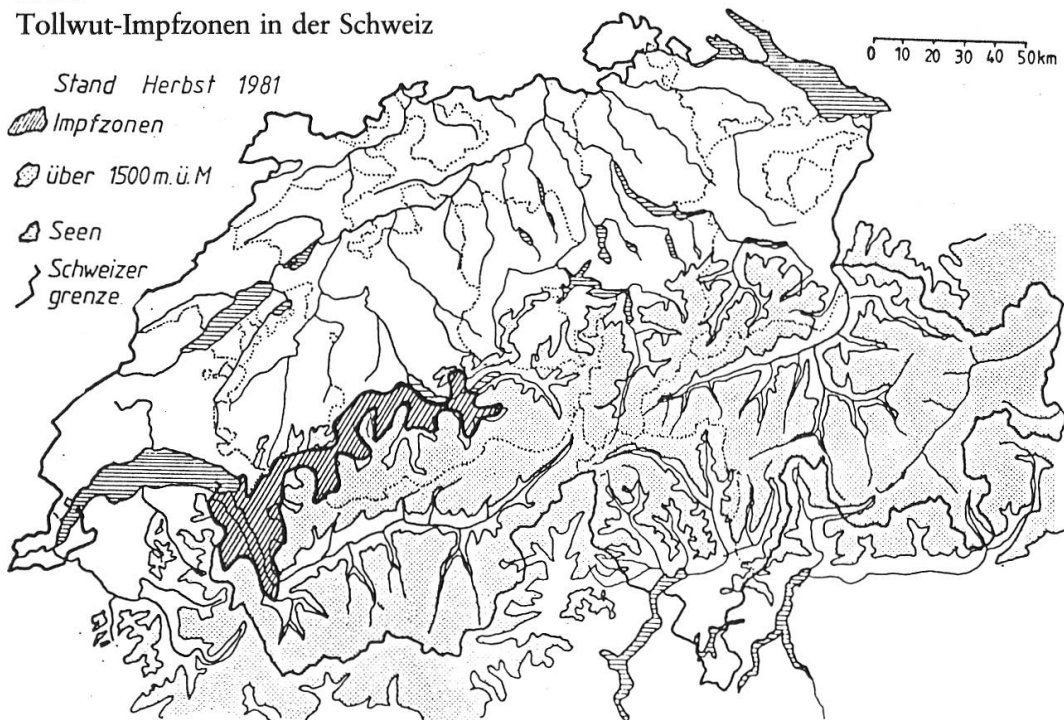 Tollwut-Impfzonen in der Schweiz
0 10 20 30 40 50km
Stand Herbst 1981
Impfzonen
über 1500 m. ü. M
Seen
Schweizer
grenze